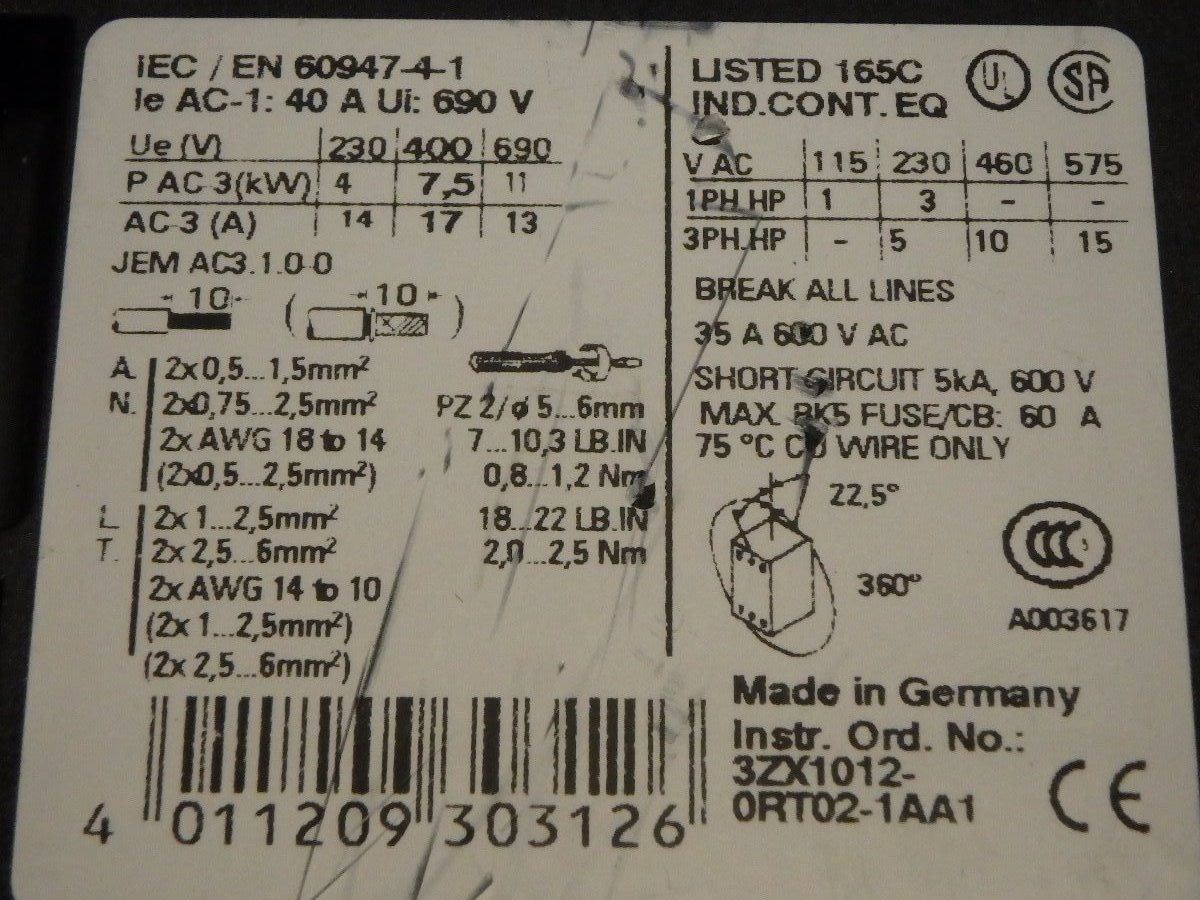 IEC / EN 60947-4-1
Ie AC-1: 40 A Ui: 690 V
Ue (V) 230 400 690
P AC-3(kW) 4 7,5 11
AC-3 (A) 14 17 13
JEM AC3.1.0-0
10 ( 10 )
A 2x0,5...1,5mm²
N. 2x0,75...2,5mm² PZ 2/ø 5...6mm
2x AWG 18 to 14 7...10,3 LB.IN
(2x0,5...2,5mm²) 0,8...1,2 Nm
L 2x 1...2,5mm² 18...22 LB.IN
T. 2x 2,5...6mm² 2,0...2,5 Nm
2x AWG 14 to 10
(2x 1...2,5mm²)
(2x 2,5...6mm²)
4 011209 303126
LISTED 165C UL SA
IND.CONT.EQ
V AC 115 230 460 575
1PH HP 1 3 - -
3PH.HP - 5 10 15
BREAK ALL LINES
35 A 600 V AC
SHORT CIRCUIT 5kA, 600 V
MAX. RK5 FUSE/CB: 60 A
75 °C CU WIRE ONLY
22,5°
360°
CCC
A003617
Made in Germany
Instr. Ord. No.:
3ZX1012-
0RT02-1AA1
CE